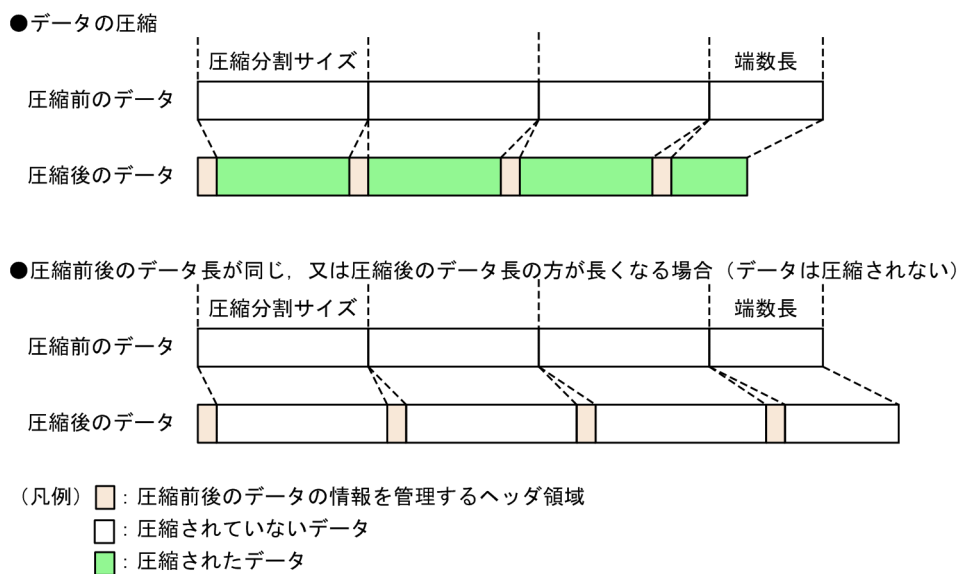 ●データの圧縮
圧縮分割サイズ 端数長
圧縮前のデータ
圧縮後のデータ
●圧縮前後のデータ長が同じ，又は圧縮後のデータ長の方が長くなる場合（データは圧縮されない）
圧縮分割サイズ 端数長
圧縮前のデータ
圧縮後のデータ
（凡例） ：圧縮前後のデータの情報を管理するヘッダ領域
：圧縮されていないデータ
：圧縮されたデータ